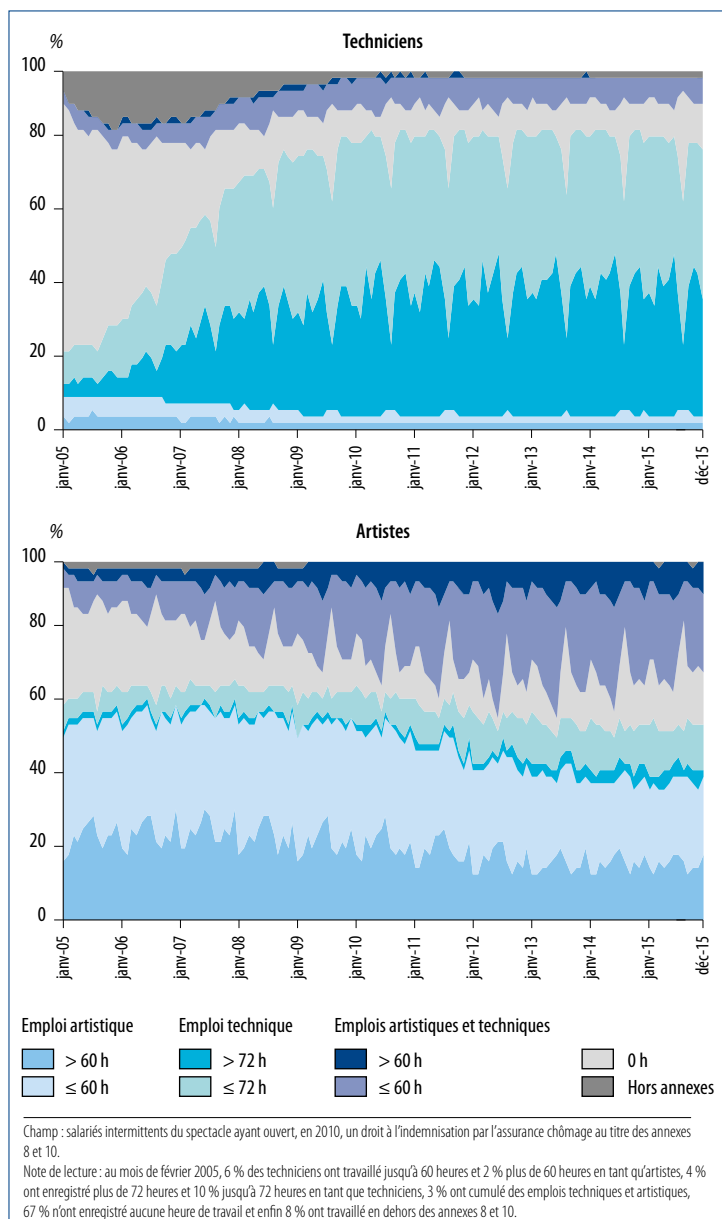 %
Techniciens
100
80
60
40
20
0
janv-05
janv-06
janv-07
janv-08
janv-09
janv-10
janv-11
janv-12
janv-13
janv-14
janv-15
déc-15
%
Artistes
100
80
60
40
20
0
janv-05
janv-06
janv-07
janv-08
janv-09
janv-10
janv-11
janv-12
janv-13
janv-14
janv-15
déc-15
Emploi artistique Emploi technique Emplois artistiques et techniques
> 60 h > 72 h > 60 h 0 h
≤ 60 h ≤ 72 h ≤ 60 h Hors annexes
Champ : salariés intermittents du spectacle ayant ouvert, en 2010, un droit à l'indemnisation par l'assurance chômage au titre des annexes
8 et 10.
Note de lecture : au mois de février 2005, 6 % des techniciens ont travaillé jusqu'à 60 heures et 2 % plus de 60 heures en tant qu'artistes, 4 %
ont enregistré plus de 72 heures et 10 % jusqu'à 72 heures en tant que techniciens, 3 % ont cumulé des emplois techniques et artistiques,
67 % n'ont enregistré aucune heure de travail et enfin 8 % ont travaillé en dehors des annexes 8 et 10.